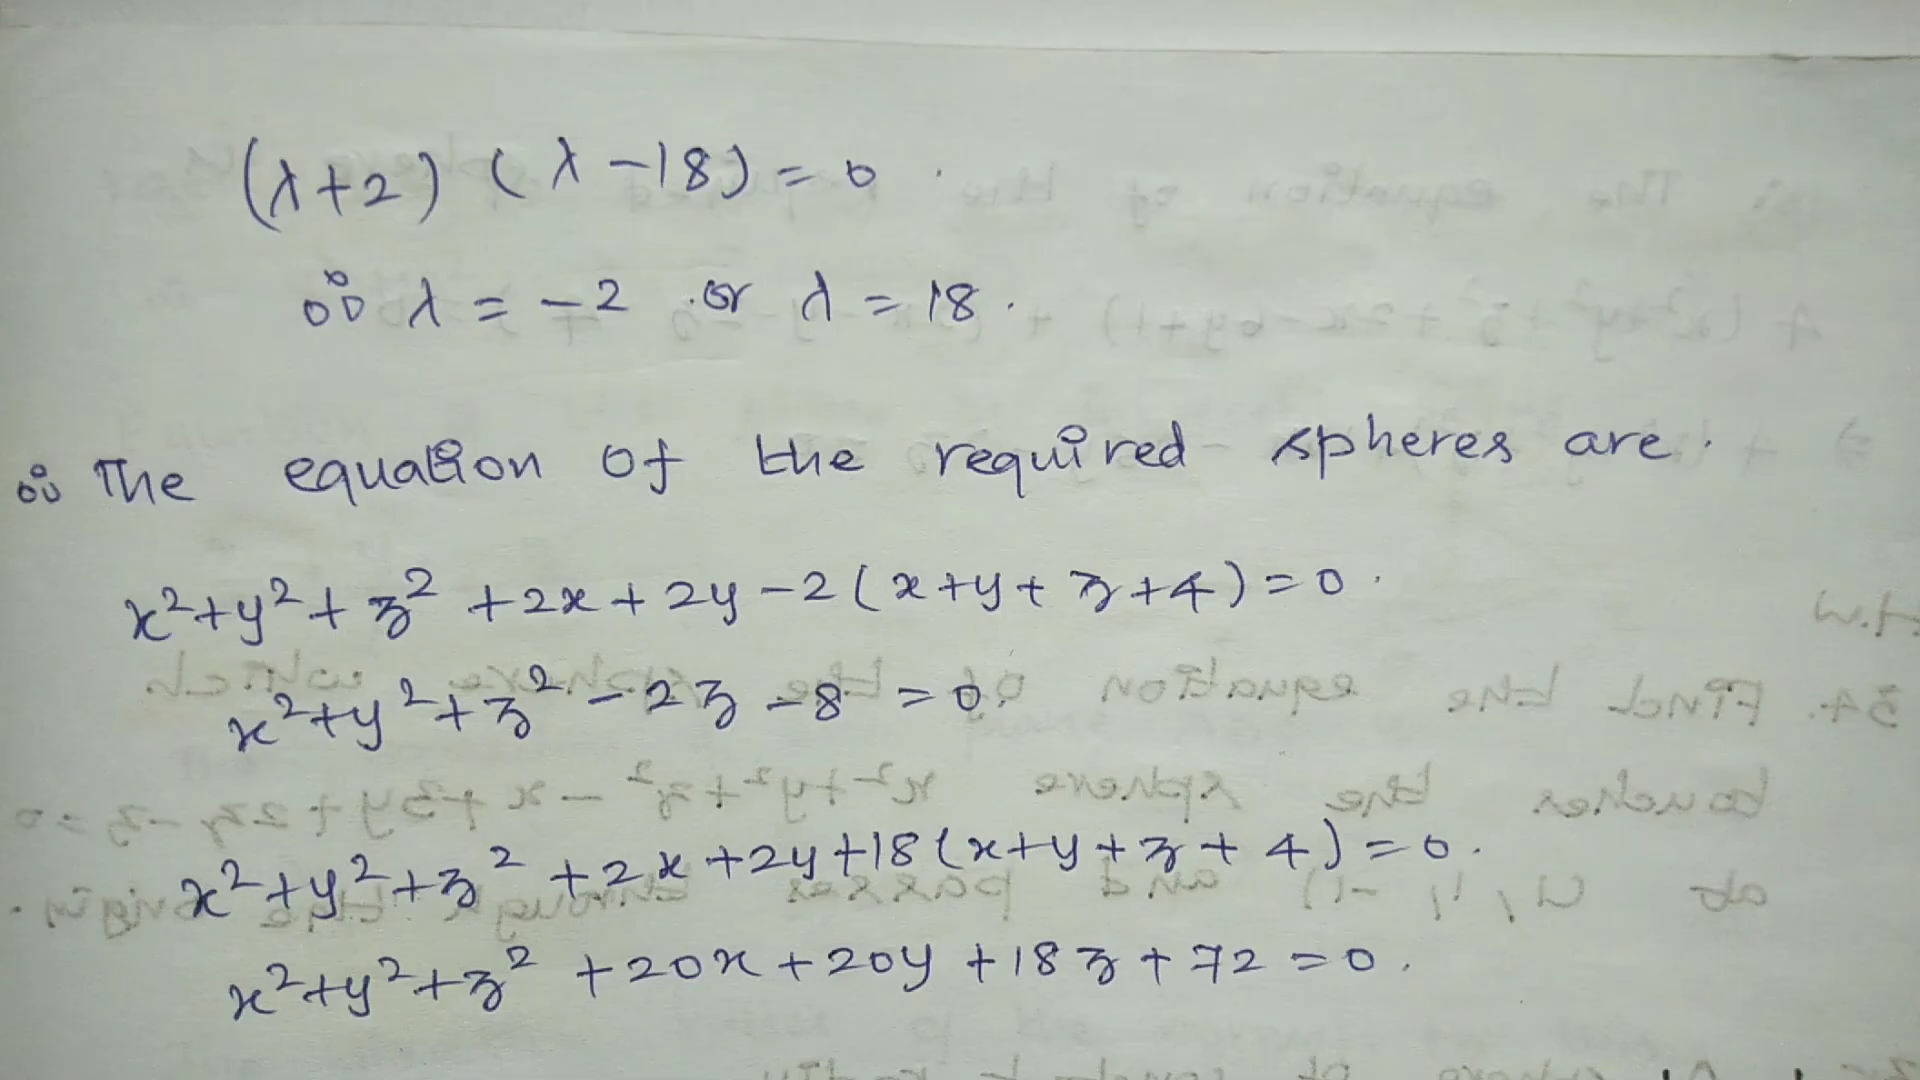 (λ+2) (λ-18) = 0.
∴ λ = -2 or λ = 18.
∴ The equation of the required spheres are.
x²+y²+z² +2x+2y-2(x+y+z+4)=0.
x²+y²+z²-2z-8=0.
x²+y²+z²+2x+2y+18(x+y+z+4)=0.
x²+y²+z²+20x+20y+18z+72=0.